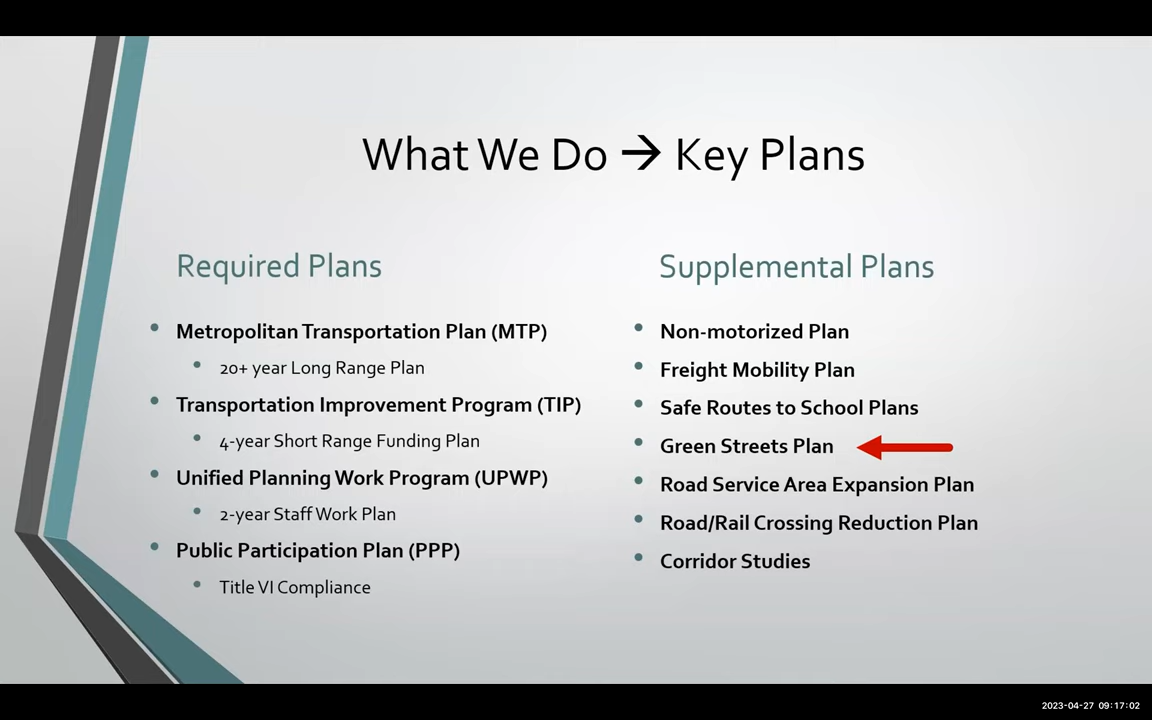 What We Do → Key Plans
Required Plans
• Metropolitan Transportation Plan (MTP)
• 20+ year Long Range Plan
• Transportation Improvement Program (TIP)
• 4-year Short Range Funding Plan
• Unified Planning Work Program (UPWP)
• 2-year Staff Work Plan
• Public Participation Plan (PPP)
• Title VI Compliance
Supplemental Plans
• Non-motorized Plan
• Freight Mobility Plan
• Safe Routes to School Plans
• Green Streets Plan
• Road Service Area Expansion Plan
• Road/Rail Crossing Reduction Plan
• Corridor Studies
2023-04-27 09:17:02